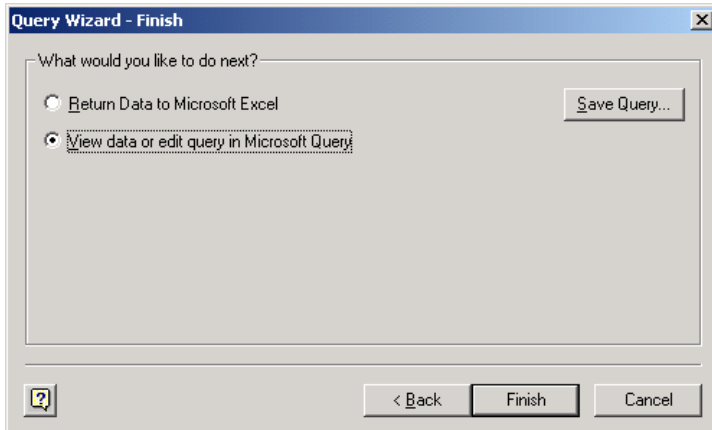 Query Wizard - Finish
What would you like to do next?
Return Data to Microsoft Excel
Save Query...
View data or edit query in Microsoft Query
?
< Back
Finish
Cancel